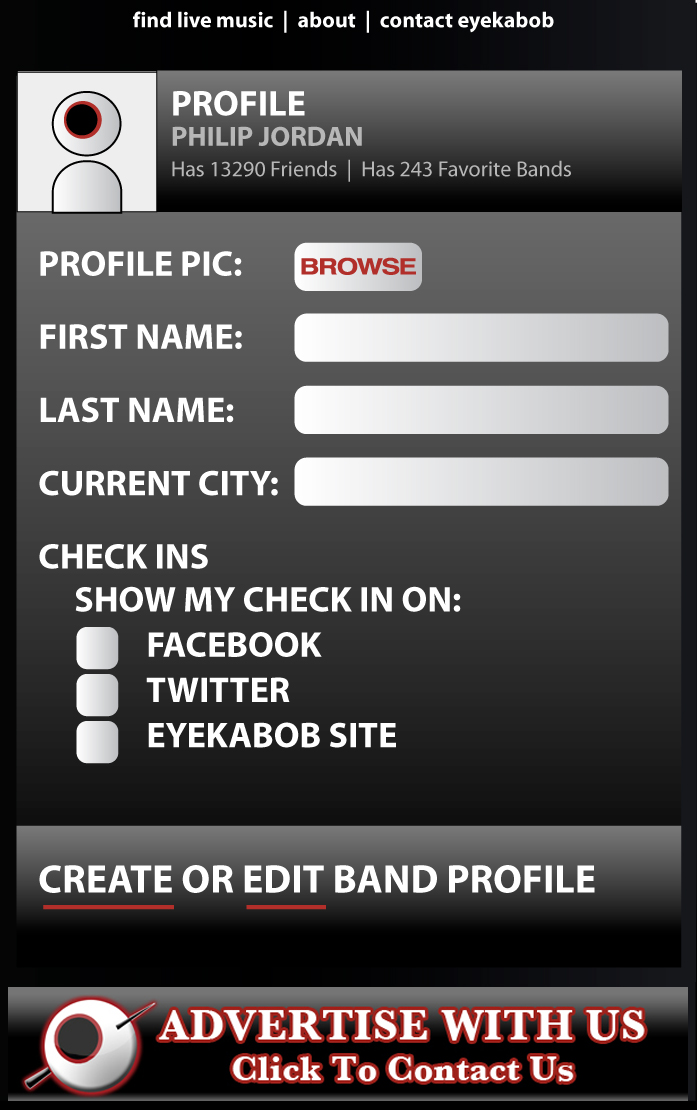 find live music | about | contact eyekabob
PROFILE
PHILIP JORDAN
Has 13290 Friends | Has 243 Favorite Bands
PROFILE PIC: BROWSE
FIRST NAME:
LAST NAME:
CURRENT CITY:
CHECK INS
SHOW MY CHECK IN ON:
FACEBOOK
TWITTER
EYEKABOB SITE
CREATE OR EDIT BAND PROFILE
ADVERTISE WITH US
Click To Contact Us